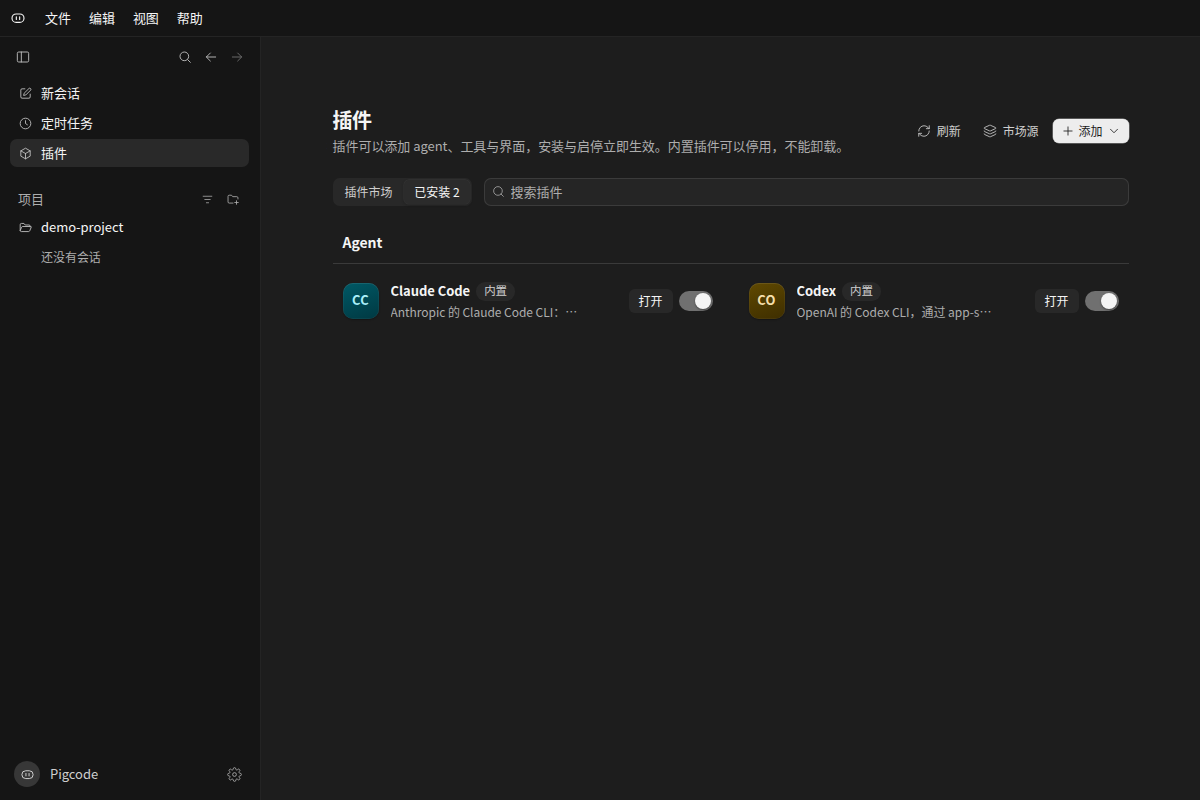 文件 编辑 视图 帮助
新会话
定时任务
插件
项目
demo-project
还没有会话
Pigcode
插件
插件可以添加 agent、工具与界面，安装与启停立即生效。内置插件可以停用，不能卸载。
刷新 市场源 添加
插件市场 已安装 2 搜索插件
Agent
CC Claude Code 内置
Anthropic 的 Claude Code CLI：…
打开
CO Codex 内置
OpenAI 的 Codex CLI，通过 app-s…
打开